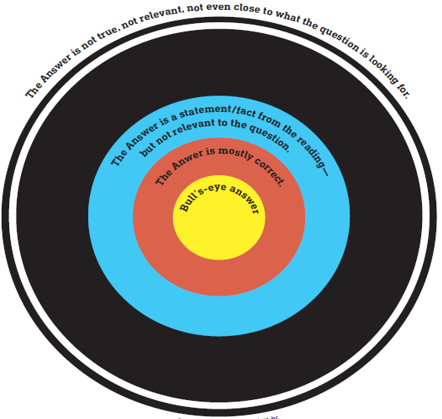 The Answer is not true, not relevant, not even close to what the question is looking for.
The Answer is a statement/fact from the reading—
but not relevant to the question.
The Anwer is mostly correct.
Bull's-eye answer